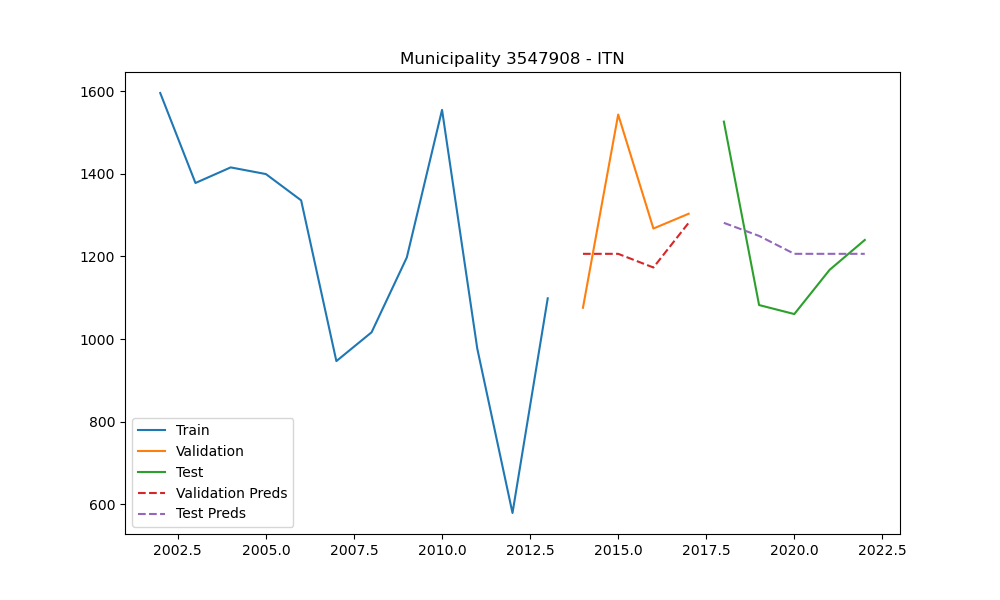 Municipality 3547908 - ITN
1600
1400
1200
1000
800
600
Train
Validation
Test
Validation Preds
Test Preds
2002.5 2005.0 2007.5 2010.0 2012.5 2015.0 2017.5 2020.0 2022.5